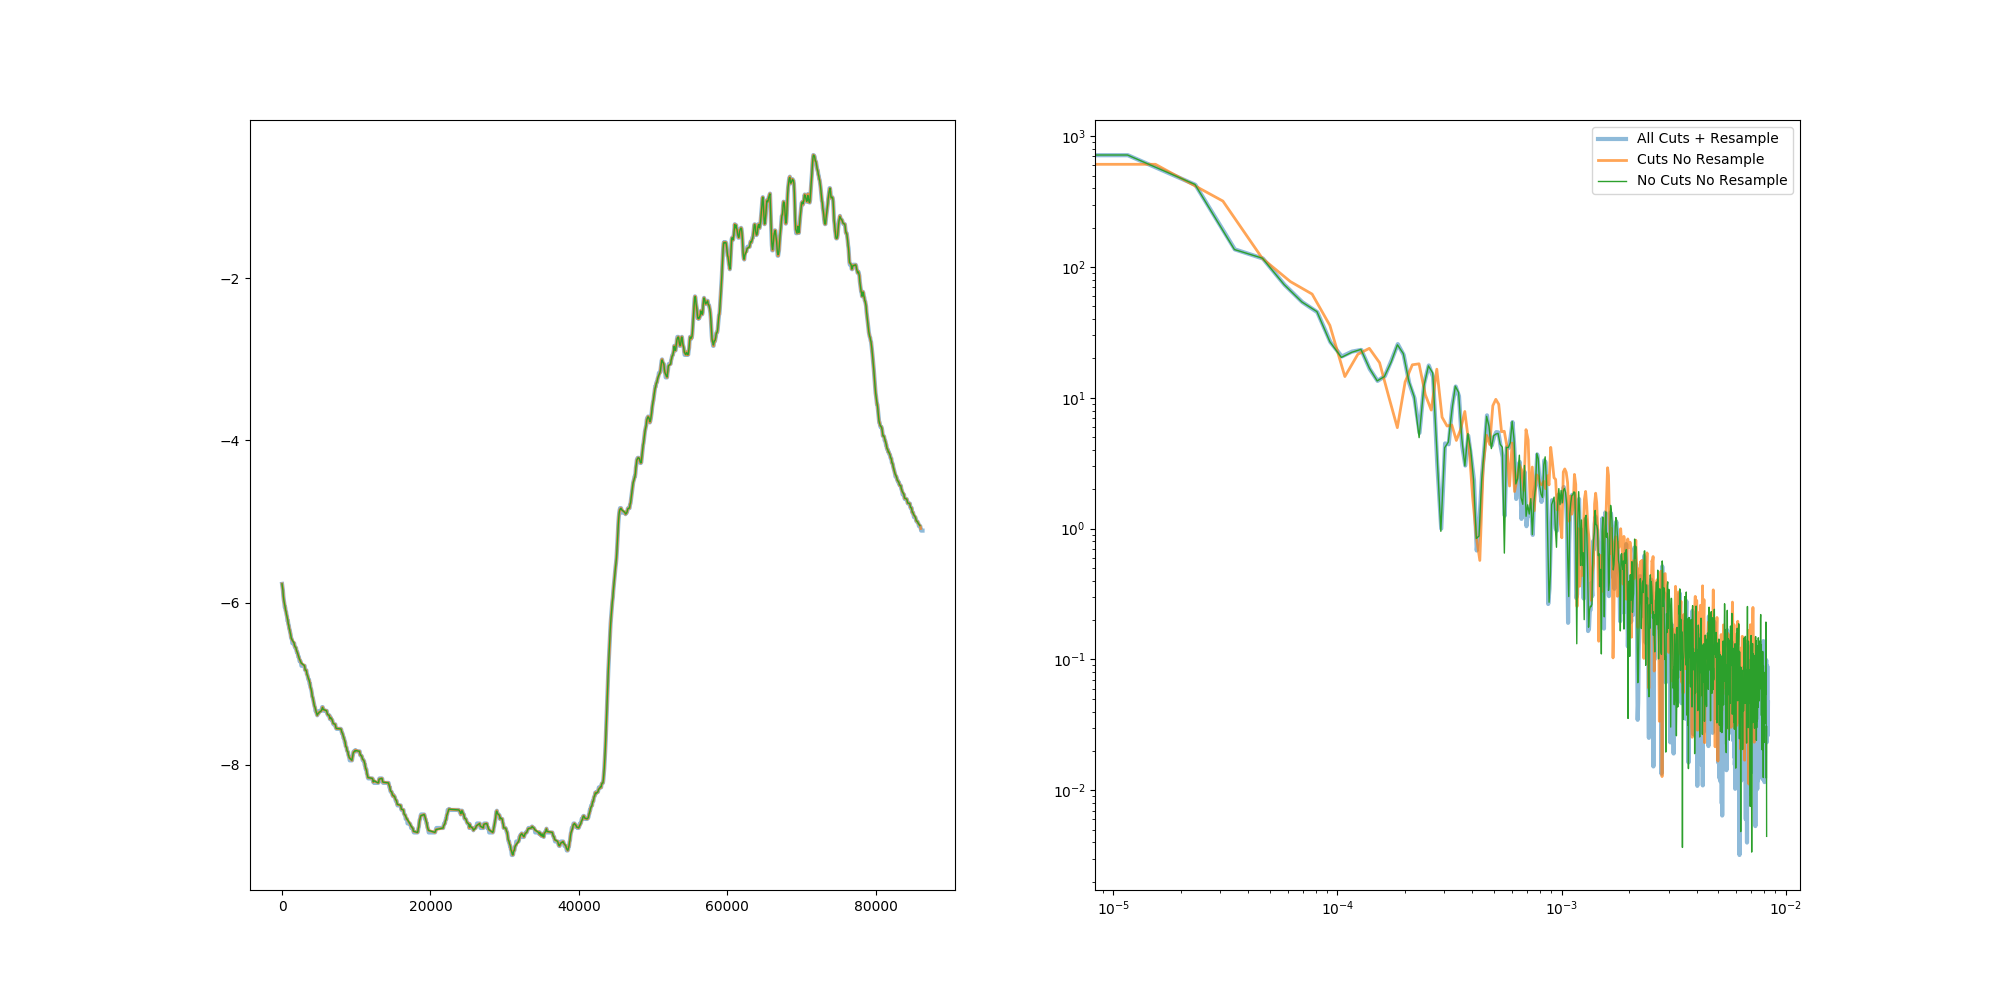 −2
−4
−6
−8
0 20000 40000 60000 80000
10³
10²
10¹
10⁰
10⁻¹
10⁻²
10⁻⁵ 10⁻⁴ 10⁻³ 10⁻²
All Cuts + Resample
Cuts No Resample
No Cuts No Resample